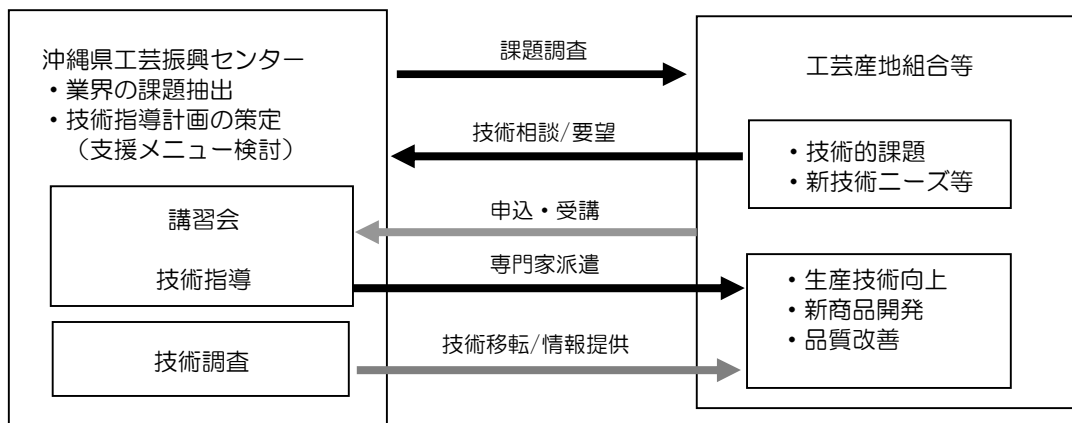 沖縄県工芸振興センター
・業界の課題抽出
・技術指導計画の策定
（支援メニュー検討）
講習会
技術指導
技術調査
課題調査
技術相談/要望
申込・受講
専門家派遣
技術移転/情報提供
工芸産地組合等
・技術的課題
・新技術ニーズ等
・生産技術向上
・新商品開発
・品質改善